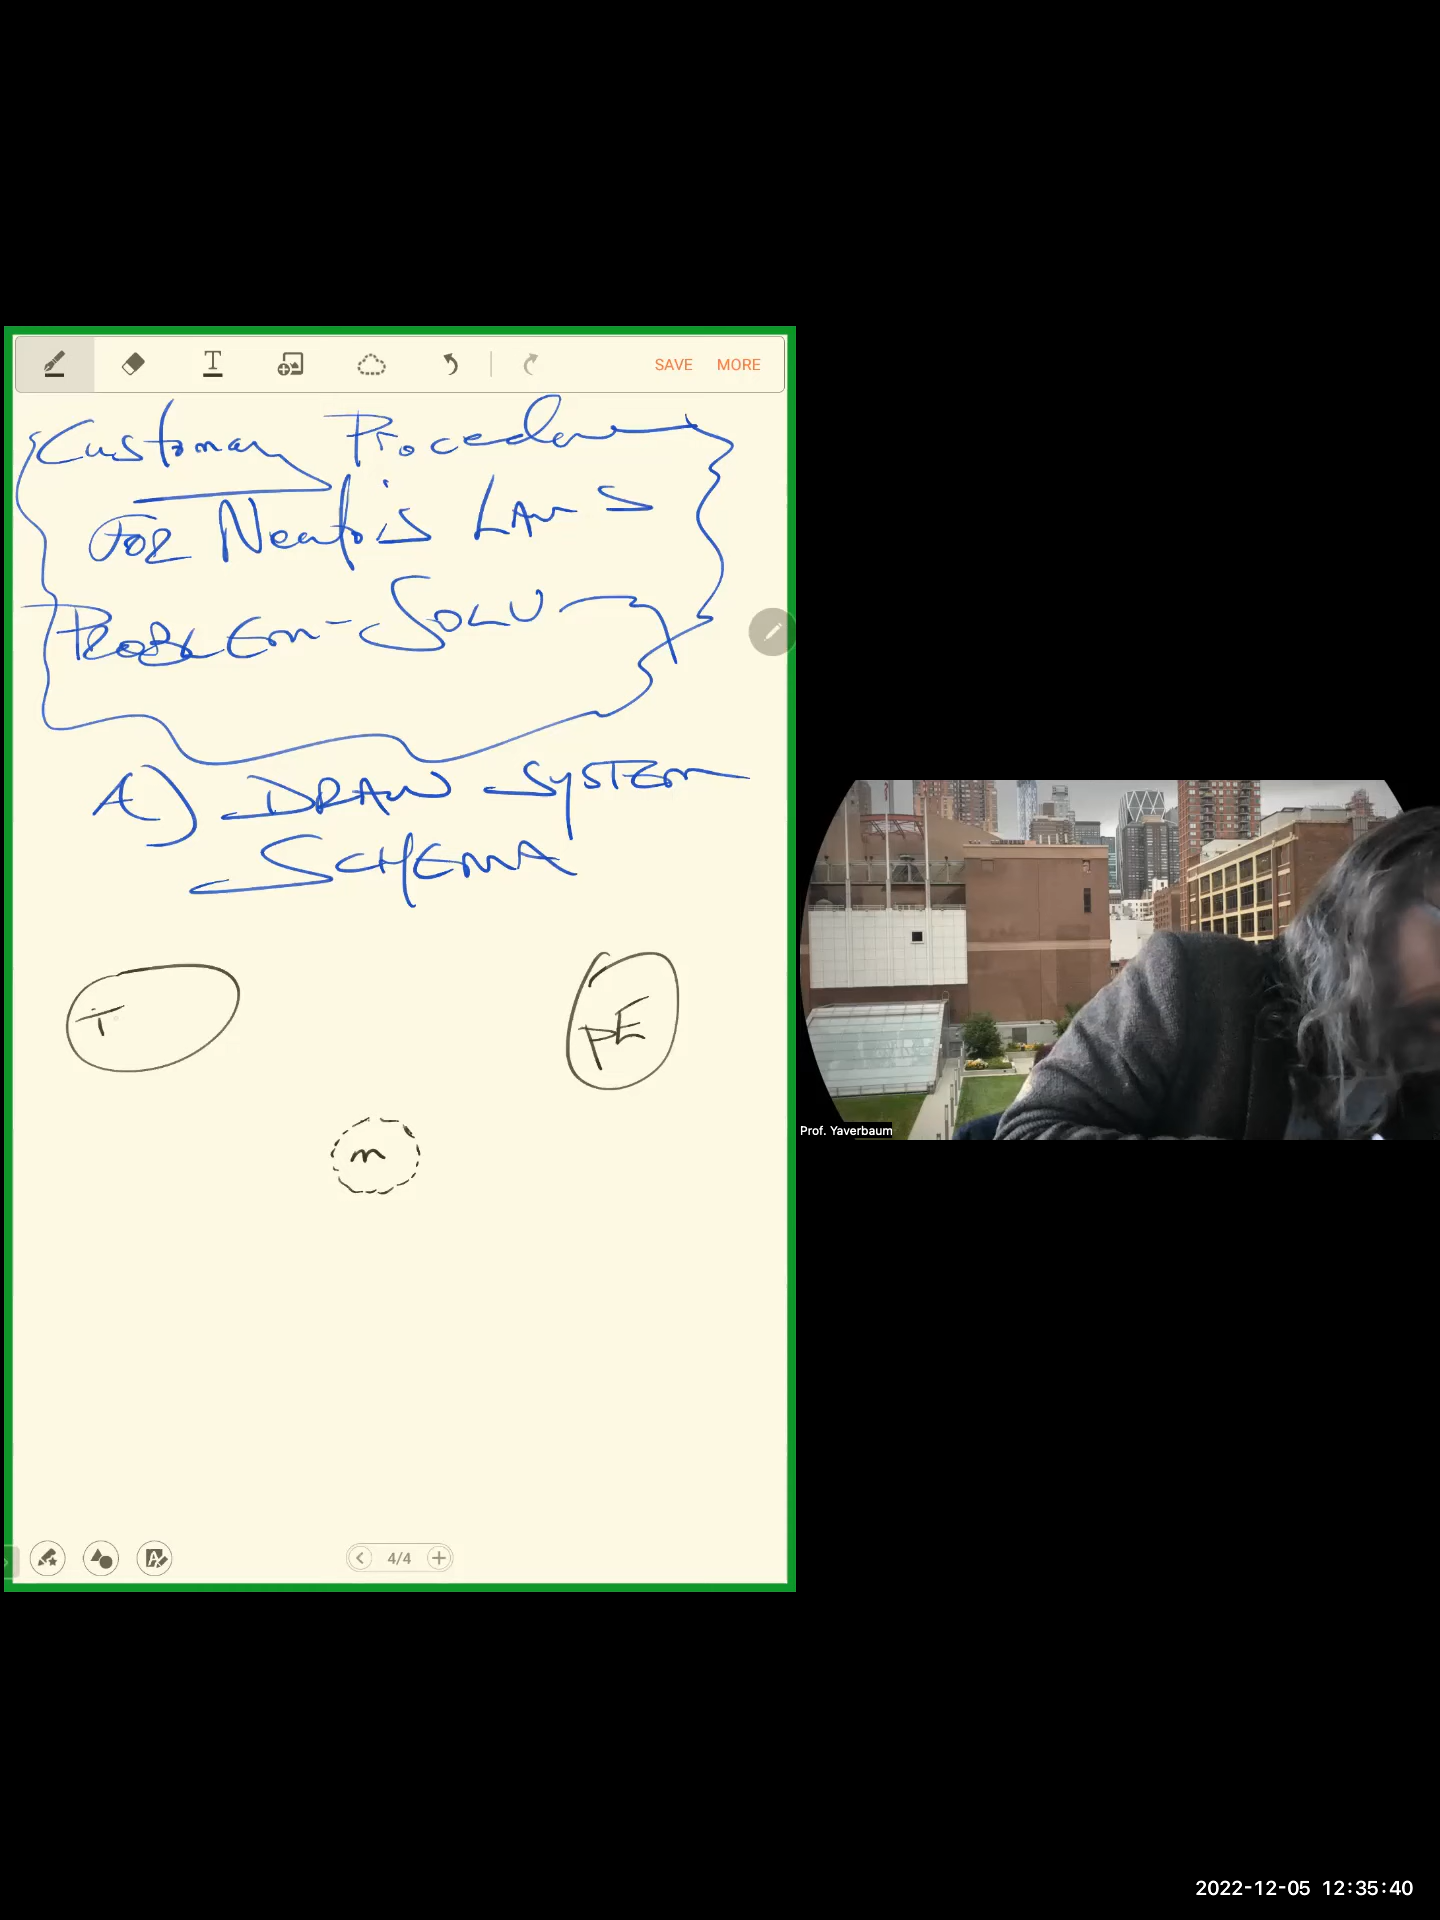 SAVE MORE
Customary Procedure
FOR Newton's LAWS
PROBLEM-SOLV
A) DRAW SYSTEM
SCHEMA
T
PE
m
Prof. Yaverbaum
4/4
2022-12-05 12:35:40